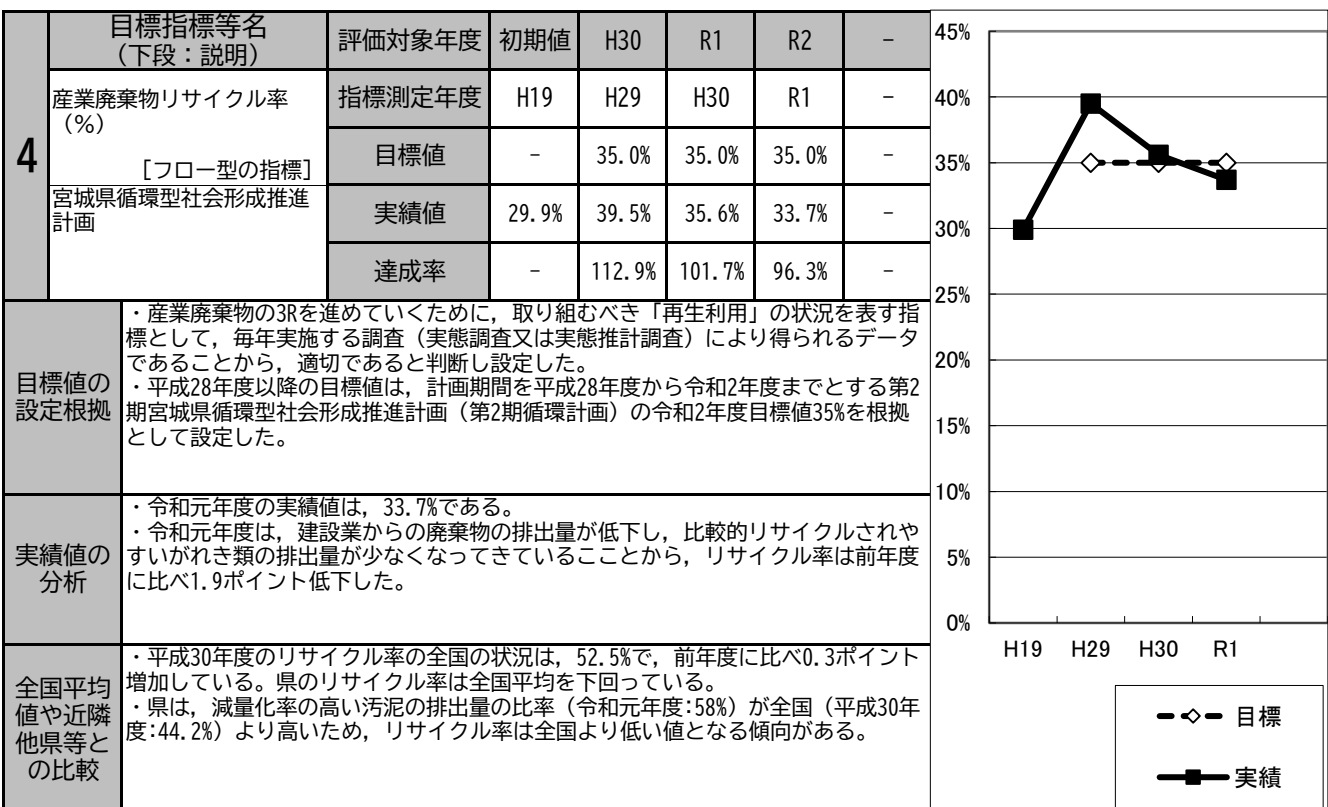 4
目標指標等名
（下段：説明）
評価対象年度 初期値 H30 R1 R2 －
産業廃棄物リサイクル率
（%）
［フロー型の指標］
宮城県循環型社会形成推進
計画
指標測定年度 H19 H29 H30 R1 －
目標値 － 35.0% 35.0% 35.0% －
実績値 29.9% 39.5% 35.6% 33.7% －
達成率 － 112.9% 101.7% 96.3% －
目標値の
設定根拠
・産業廃棄物の3Rを進めていくために，取り組むべき「再生利用」の状況を表す指
標として，毎年実施する調査（実態調査又は実態推計調査）により得られるデータ
であることから，適切であると判断し設定した。
・平成28年度以降の目標値は，計画期間を平成28年度から令和2年度までとする第2
期宮城県循環型社会形成推進計画（第2期循環計画）の令和2年度目標値35%を根拠
として設定した。
実績値の
分析
・令和元年度の実績値は，33.7%である。
・令和元年度は，建設業からの廃棄物の排出量が低下し，比較的リサイクルされや
すいがれき類の排出量が少なくなってきているこことから，リサイクル率は前年度
に比べ1.9ポイント低下した。
全国平均
値や近隣
他県等と
の比較
・平成30年度のリサイクル率の全国の状況は，52.5%で，前年度に比べ0.3ポイント
増加している。県のリサイクル率は全国平均を下回っている。
・県は，減量化率の高い汚泥の排出量の比率（令和元年度:58%）が全国（平成30年
度:44.2%）より高いため，リサイクル率は全国より低い値となる傾向がある。
45%
40%
35%
30%
25%
20%
15%
10%
5%
0%
H19 H29 H30 R1
目標
実績